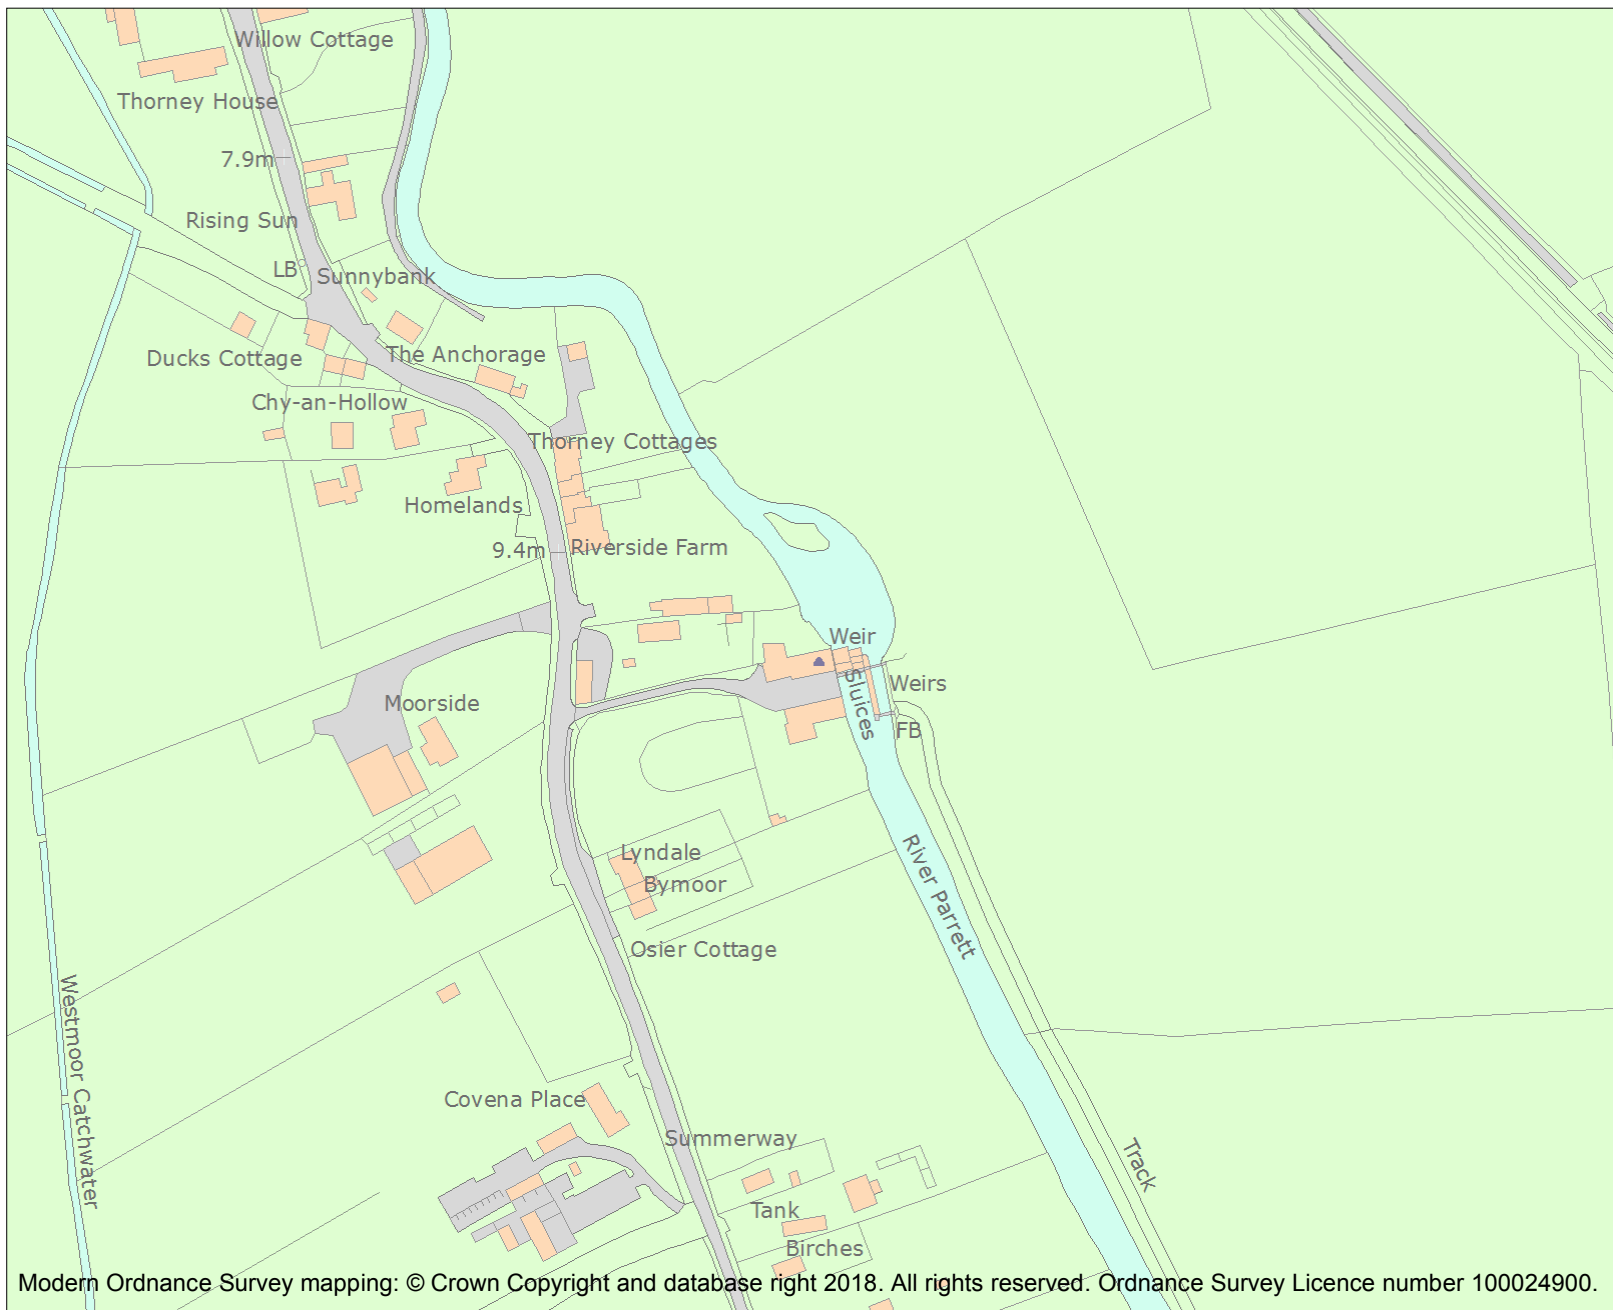 Willow Cottage
Thorney House
7.9m
Rising Sun
LB
Sunnybank
Ducks Cottage
The Anchorage
Chy-an-Hollow
Thorney Cottages
Homelands
9.4m
Riverside Farm
Weir
Sluices
Weirs
Moorside
FB
Lyndale
Bymoor
River Parrett
Osier Cottage
Westmoor Catchwater
Covena Place
Summerway
Track
Tank
Birches
Modern Ordnance Survey mapping: © Crown Copyright and database right 2018. All rights reserved. Ordnance Survey Licence number 100024900.